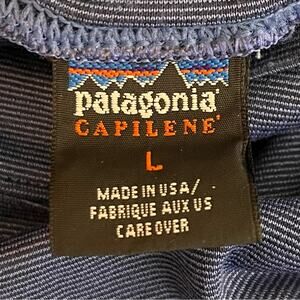 patagonia
CAPILENE
L
MADE IN USA/
FABRIQUE AUX US
CARE OVER